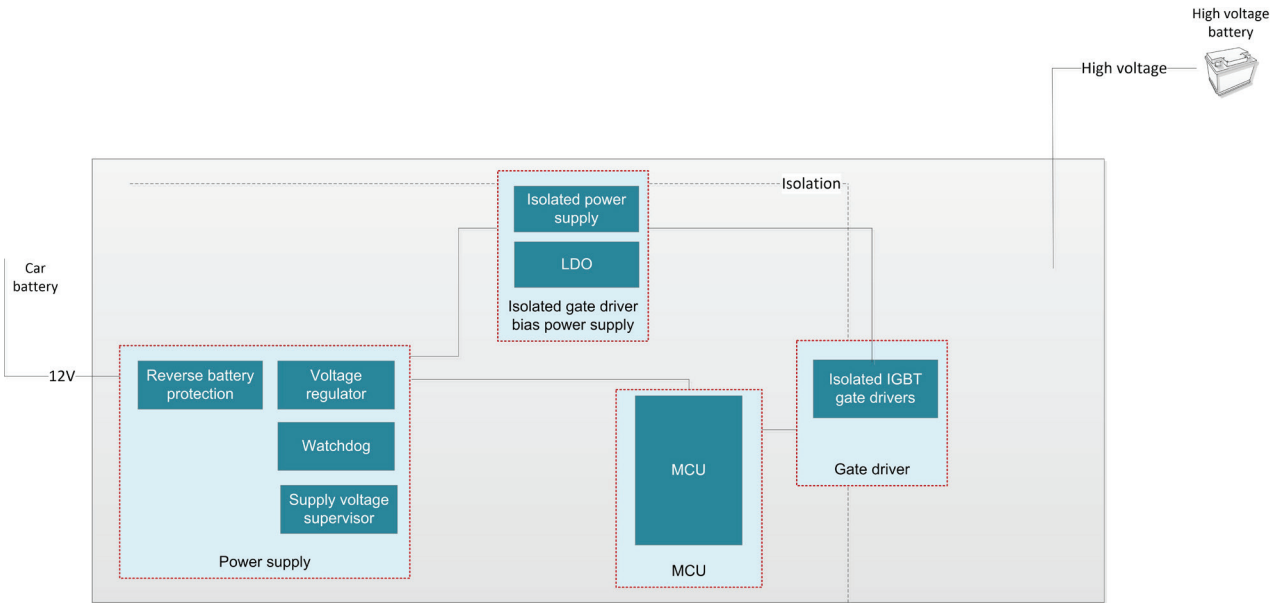 High voltage
battery
High voltage
Isolation
Isolated power
supply
LDO
Isolated gate driver
bias power supply
Car
battery
12V
Reverse battery
protection
Voltage
regulator
Watchdog
Supply voltage
supervisor
Power supply
MCU
MCU
Isolated IGBT
gate drivers
Gate driver